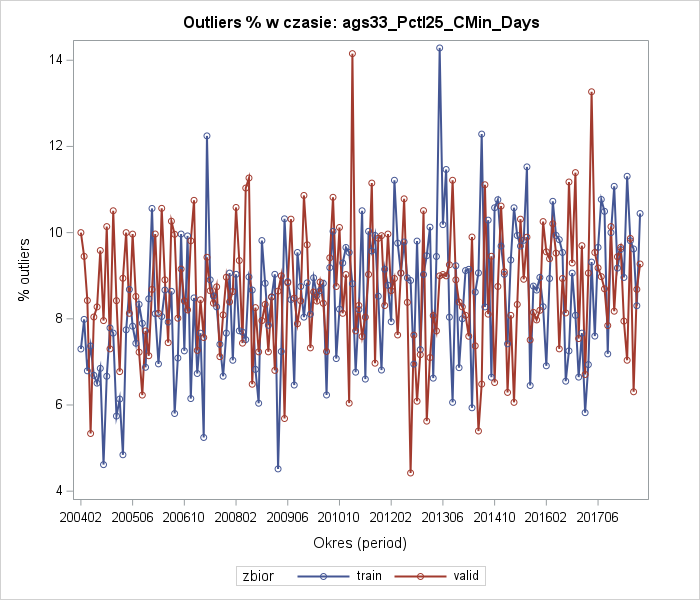 Outliers % w czasie: ags33_Pctl25_CMin_Days
% outliers
14
12
10
8
6
4
200402 200506 200610 200802 200906 201010 201202 201306 201410 201602 201706
Okres (period)
zbior train valid